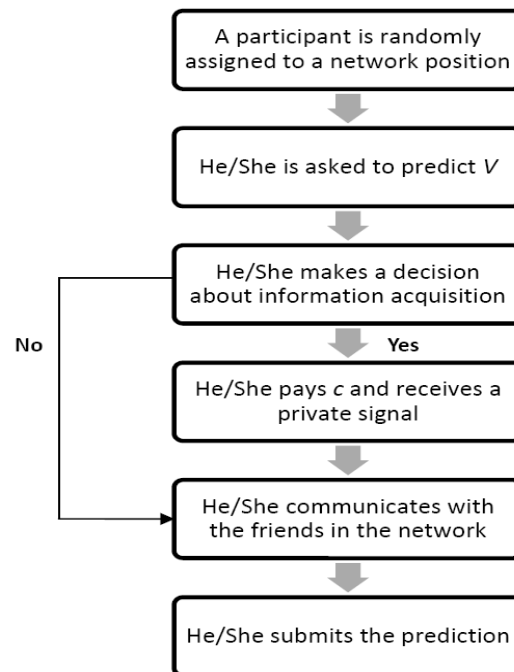 A participant is randomly
assigned to a network position
He/She is asked to predict V
He/She makes a decision
about information acquisition
No
Yes
He/She pays c and receives a
private signal
He/She communicates with
the friends in the network
He/She submits the prediction